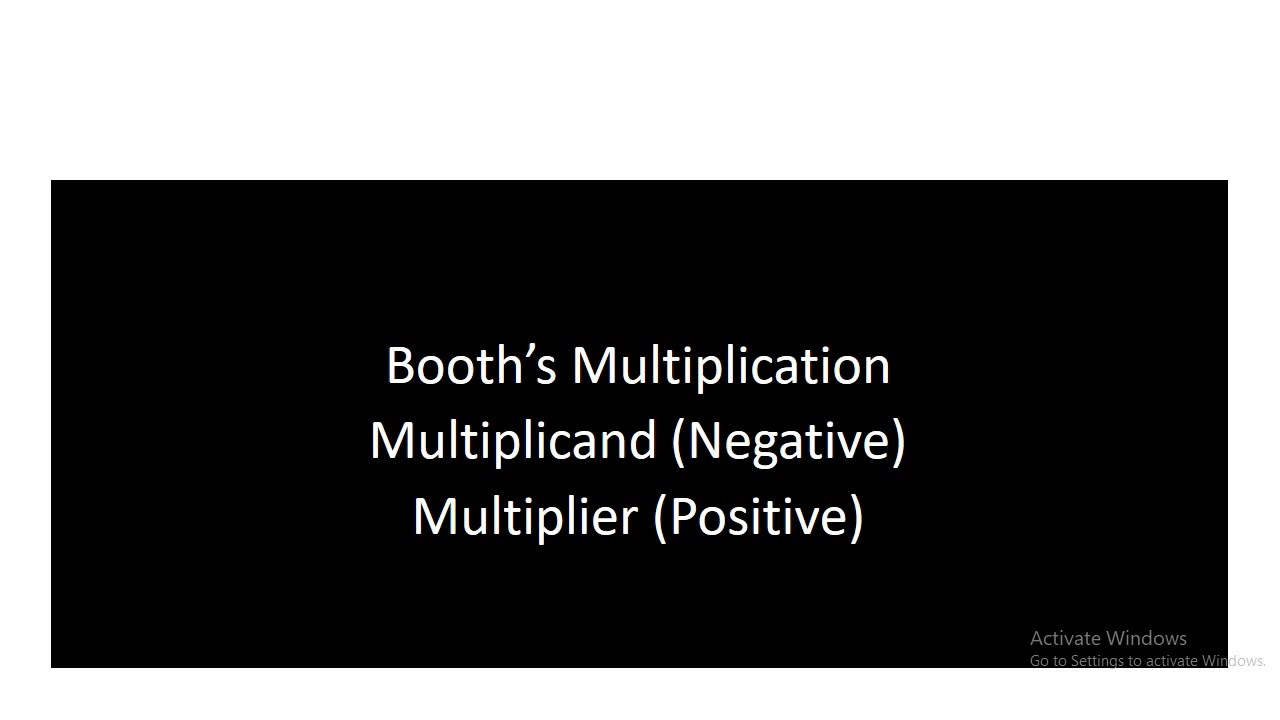 Booth’s Multiplication
Multiplicand (Negative)
Multiplier (Positive)
Activate Windows
Go to Settings to activate Windows.